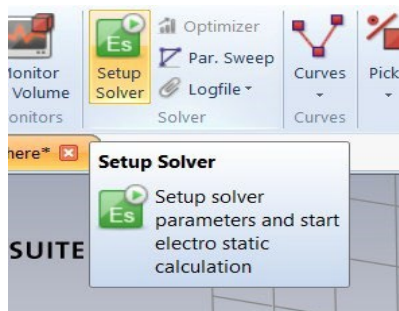 Monitor
Volume
Monitors
Es
Setup
Solver
Optimizer
Par. Sweep
Logfile
Solver
Curves
Curves
Pick
here*
Setup Solver
Es
Setup solver
parameters and start
electro static
calculation
SUITE